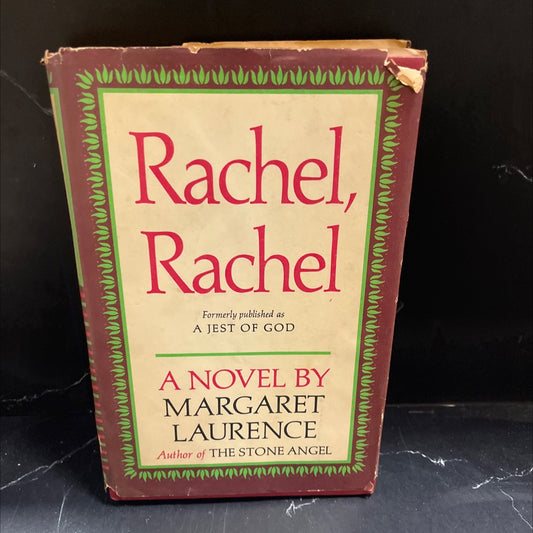 Rachel,
Rachel
Formerly published as
A JEST OF GOD
A NOVEL BY
MARGARET
LAURENCE
Author of THE STONE ANGEL